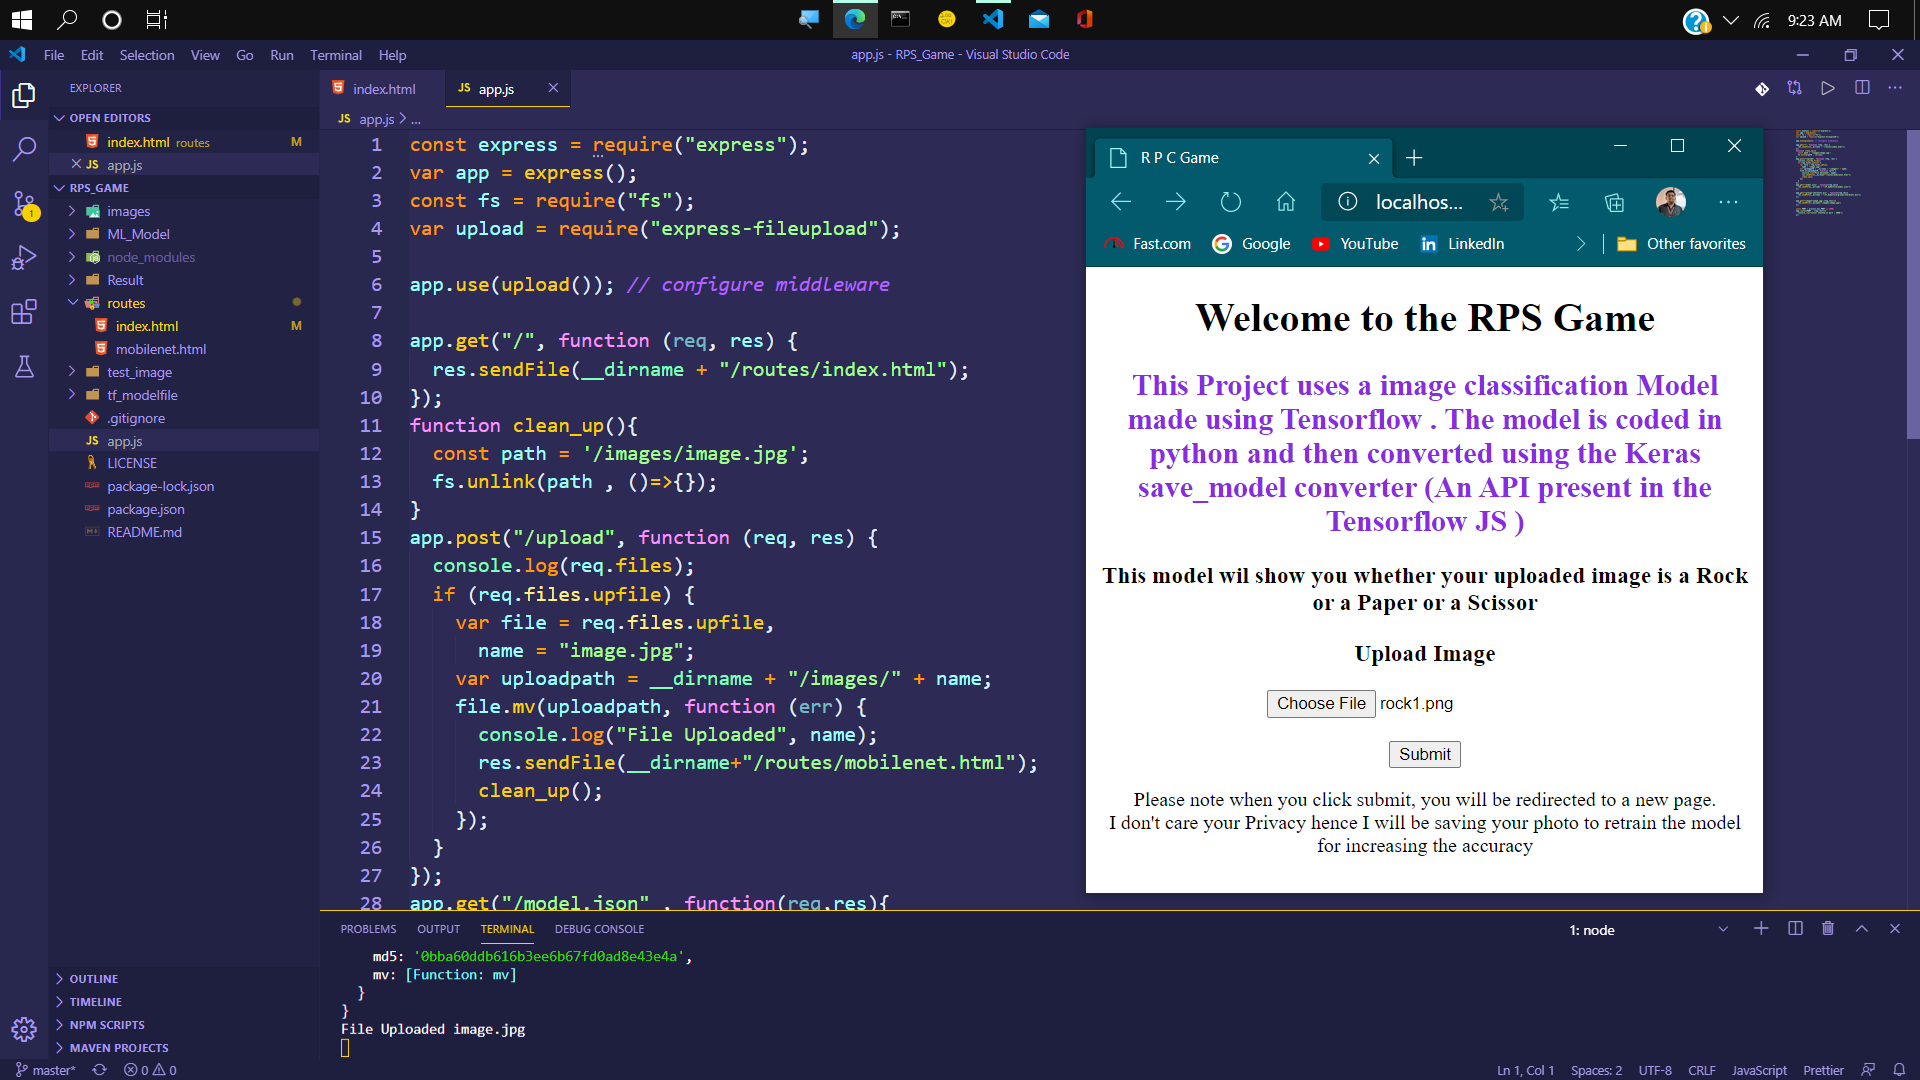 9:23 AM
File Edit Selection View Go Run Terminal Help
app.js - RPS_Game - Visual Studio Code
EXPLORER
OPEN EDITORS
index.html routes M
JS app.js
RPS_GAME
images
ML_Model
node_modules
Result
routes
index.html M
mobilenet.html
test_image
tf_modelfile
.gitignore
JS app.js
LICENSE
package-lock.json
package.json
README.md
OUTLINE
TIMELINE
NPM SCRIPTS
MAVEN PROJECTS
index.html
JS app.js
JS app.js > ...
1 const express = require("express");
2 var app = express();
3 const fs = require("fs");
4 var upload = require("express-fileupload");
5
6 app.use(upload()); // configure middleware
7
8 app.get("/", function (req, res) {
9 res.sendFile(__dirname + "/routes/index.html");
10 });
11 function clean_up(){
12 const path = '/images/image.jpg';
13 fs.unlink(path , ()=>{});
14 }
15 app.post("/upload", function (req, res) {
16 console.log(req.files);
17 if (req.files.upfile) {
18 var file = req.files.upfile,
19 name = "image.jpg";
20 var uploadpath = __dirname + "/images/" + name;
21 file.mv(uploadpath, function (err) {
22 console.log("File Uploaded", name);
23 res.sendFile(__dirname+"/routes/mobilenet.html");
24 clean_up();
25 });
26 }
27 });
28 app.get("/model.json" , function(req,res){
R P C Game
localhos...
Fast.com Google YouTube LinkedIn Other favorites
Welcome to the RPS Game
This Project uses a image classification Model
made using Tensorflow . The model is coded in
python and then converted using the Keras
save_model converter (An API present in the
Tensorflow JS )
This model wil show you whether your uploaded image is a Rock
or a Paper or a Scissor
Upload Image
Choose File rock1.png
Submit
Please note when you click submit, you will be redirected to a new page.
I don't care your Privacy hence I will be saving your photo to retrain the model
for increasing the accuracy
PROBLEMS OUTPUT TERMINAL DEBUG CONSOLE
1: node
md5: '0bba60ddb616b3ee6b67fd0ad8e43e4a',
mv: [Function: mv]
}
}
File Uploaded image.jpg
master* 0 0
Ln 1, Col 1 Spaces: 2 UTF-8 CRLF JavaScript Prettier